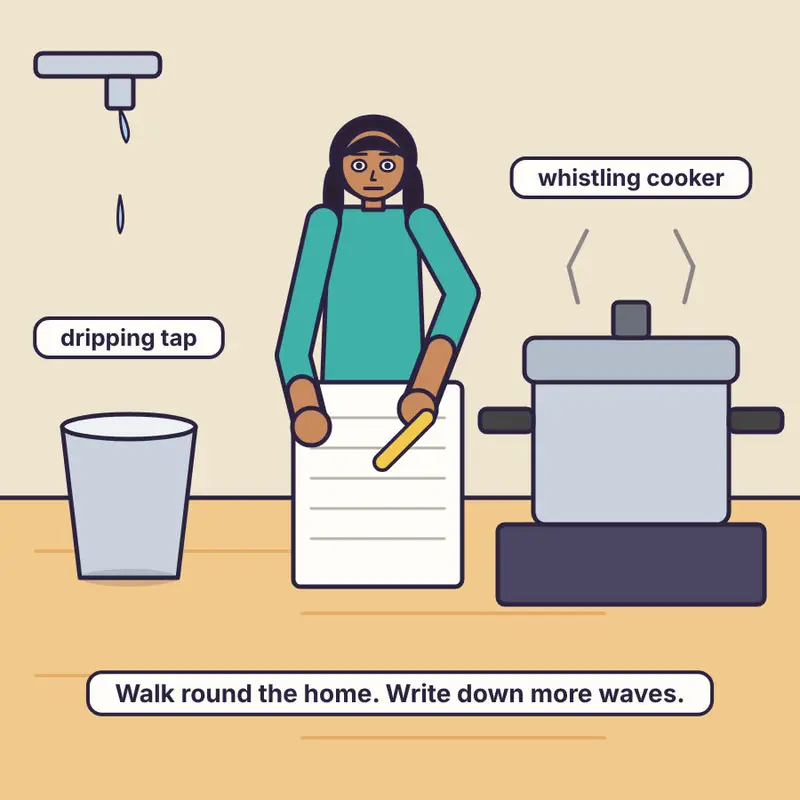 whistling cooker
dripping tap
Walk round the home. Write down more waves.